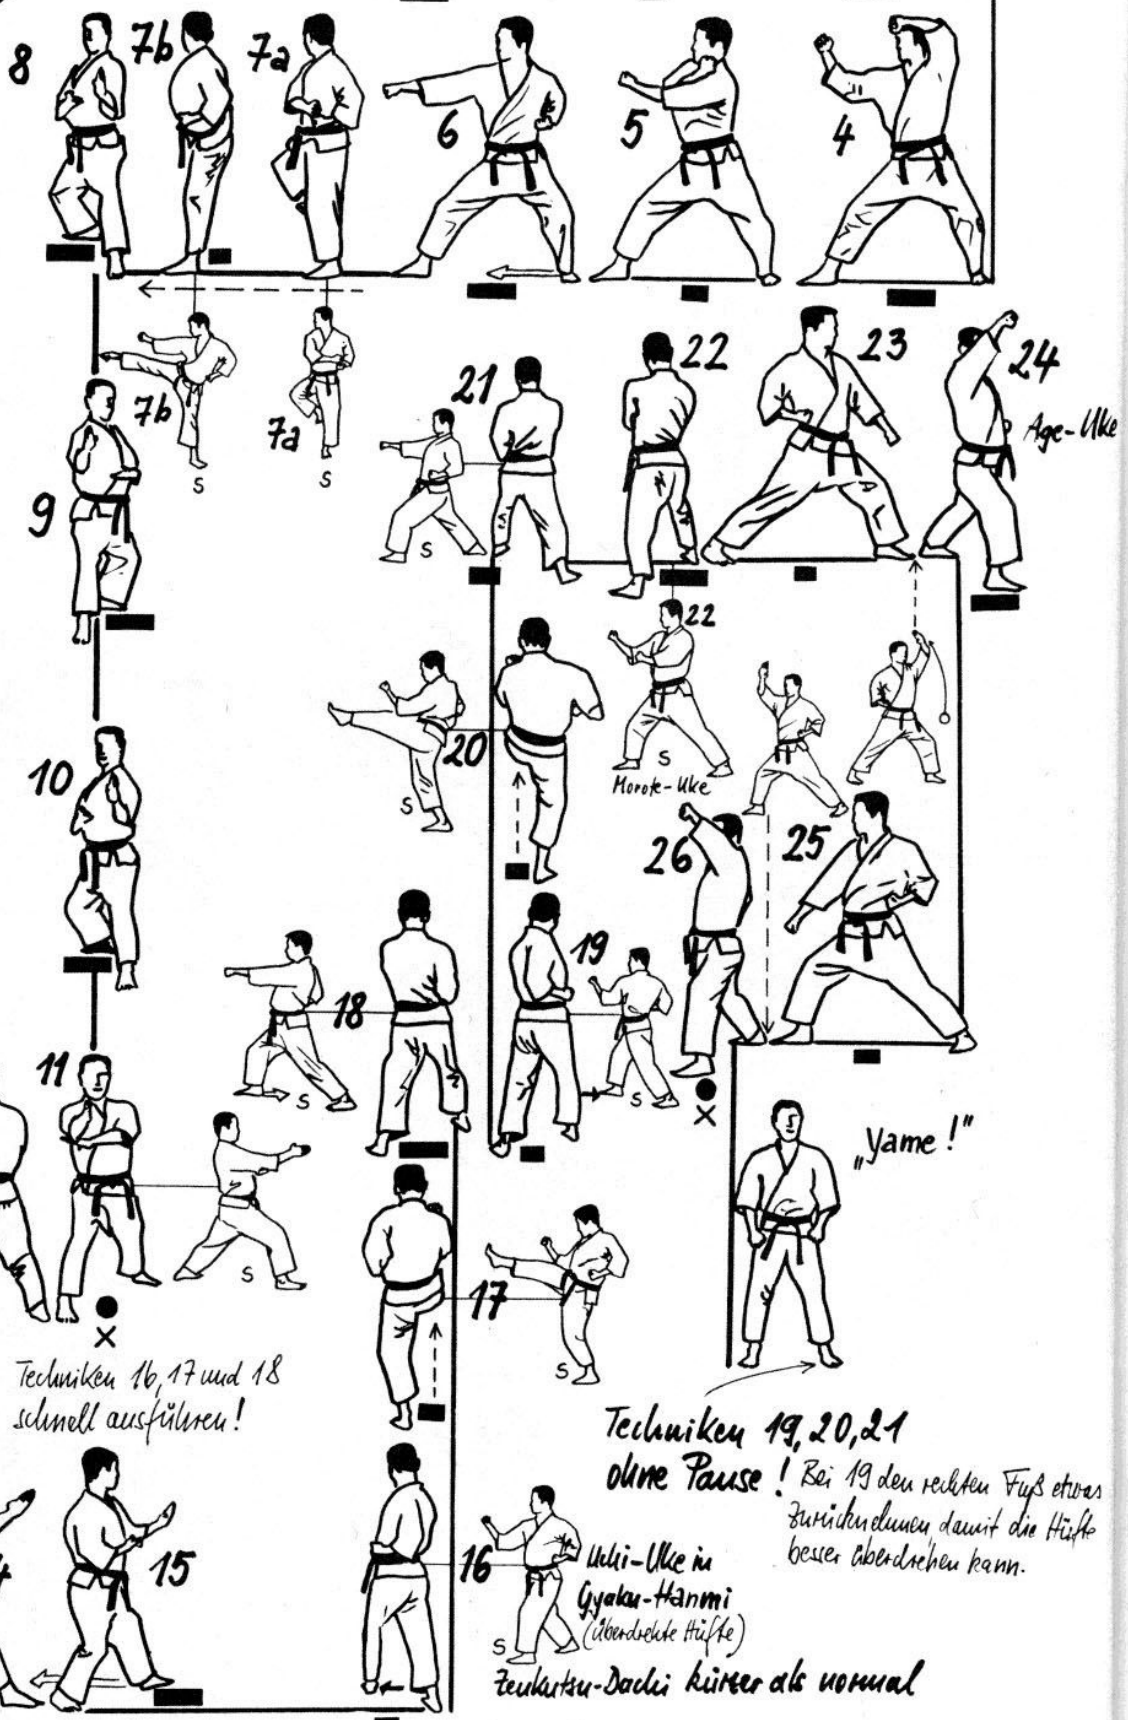 8
7b
7a
6
5
4
7b
7a
S
S
9
21
22
23
24
Age-Uke
S
22
10
20
S
S
Morote-Uke
26
25
18
19
S
S
11
"Yame!"
S
17
S
Techniken 16, 17 und 18
schnell ausführen!
Techniken 19, 20, 21
ohne Pause! Bei 19 den rechten Fuß etwas
zurücknehmen, damit die Hüfte
besser überdrehen kann.
15
16
Uchi-Uke in
Gyaku-Hanmi
(überdrehte Hüfte)
S
Zenkutsu-Dachi kürzer als normal